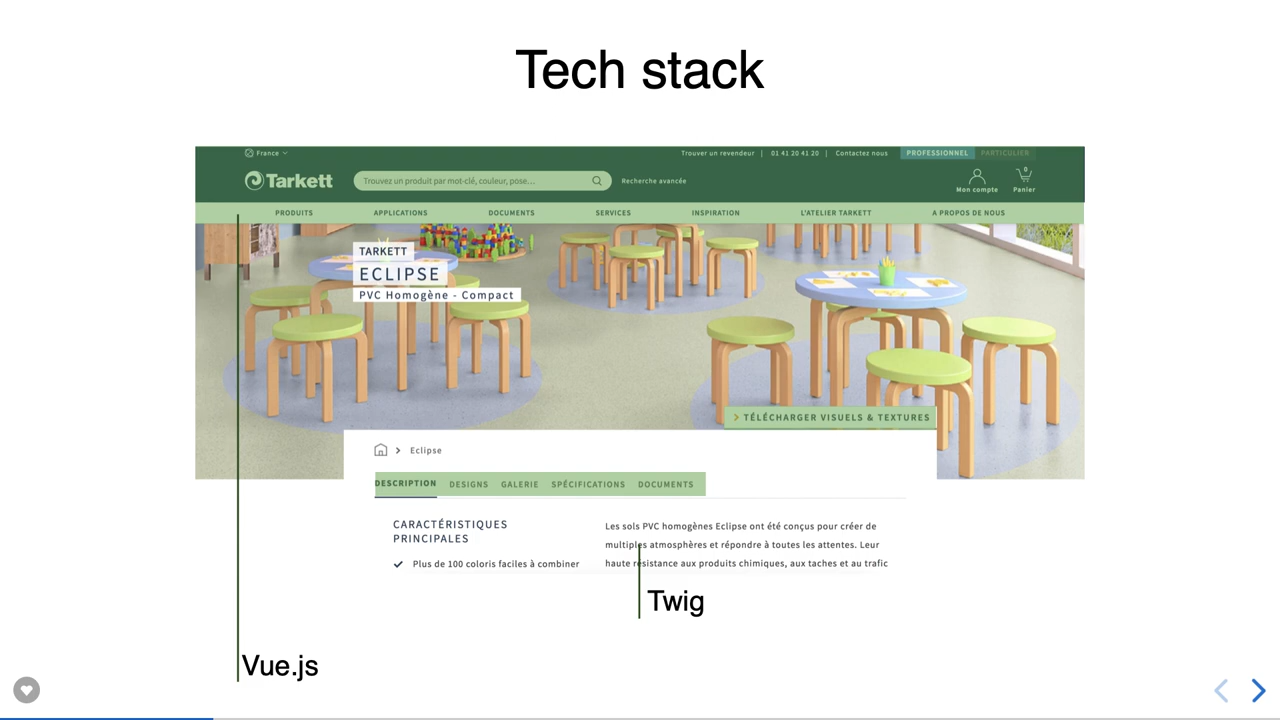 Tech stack
France
Trouver un revendeur | 01 41 20 41 20 | Contactez nous PROFESSIONNEL PARTICULIER
Tarkett
Trouvez un produit par mot-clé, couleur, pose...
Recherche avancée
0
Mon compte Panier
PRODUITS APPLICATIONS DOCUMENTS SERVICES INSPIRATION L'ATELIER TARKETT A PROPOS DE NOUS
TARKETT
ECLIPSE
PVC Homogène - Compact
> TÉLÉCHARGER VISUELS & TEXTURES
> Eclipse
DESCRIPTION DESIGNS GALERIE SPÉCIFICATIONS DOCUMENTS
CARACTÉRISTIQUES
PRINCIPALES
Plus de 100 coloris faciles à combiner
Les sols PVC homogènes Eclipse ont été conçus pour créer de
multiples atmosphères et répondre à toutes les attentes. Leur
haute résistance aux produits chimiques, aux taches et au trafic
Twig
Vue.js